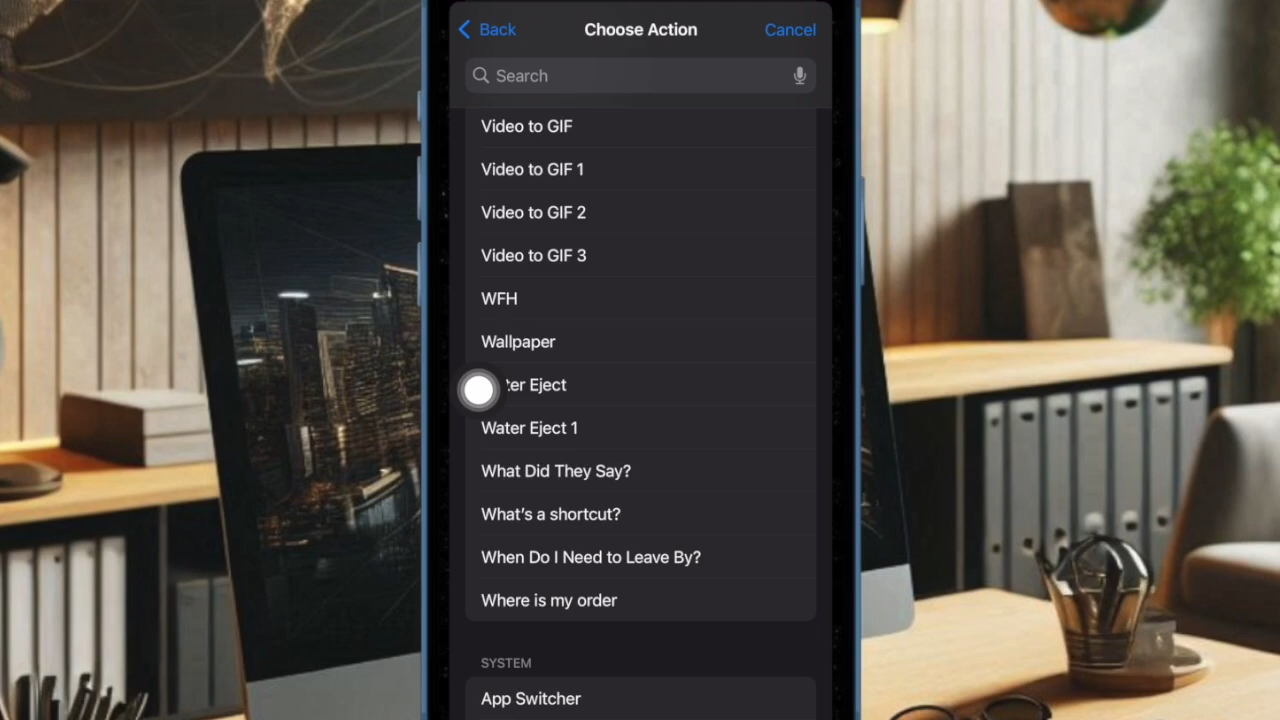 Back
Choose Action
Cancel
Search
Video to GIF
Video to GIF 1
Video to GIF 2
Video to GIF 3
WFH
Wallpaper
ter Eject
Water Eject 1
What Did They Say?
What's a shortcut?
When Do I Need to Leave By?
Where is my order
SYSTEM
App Switcher